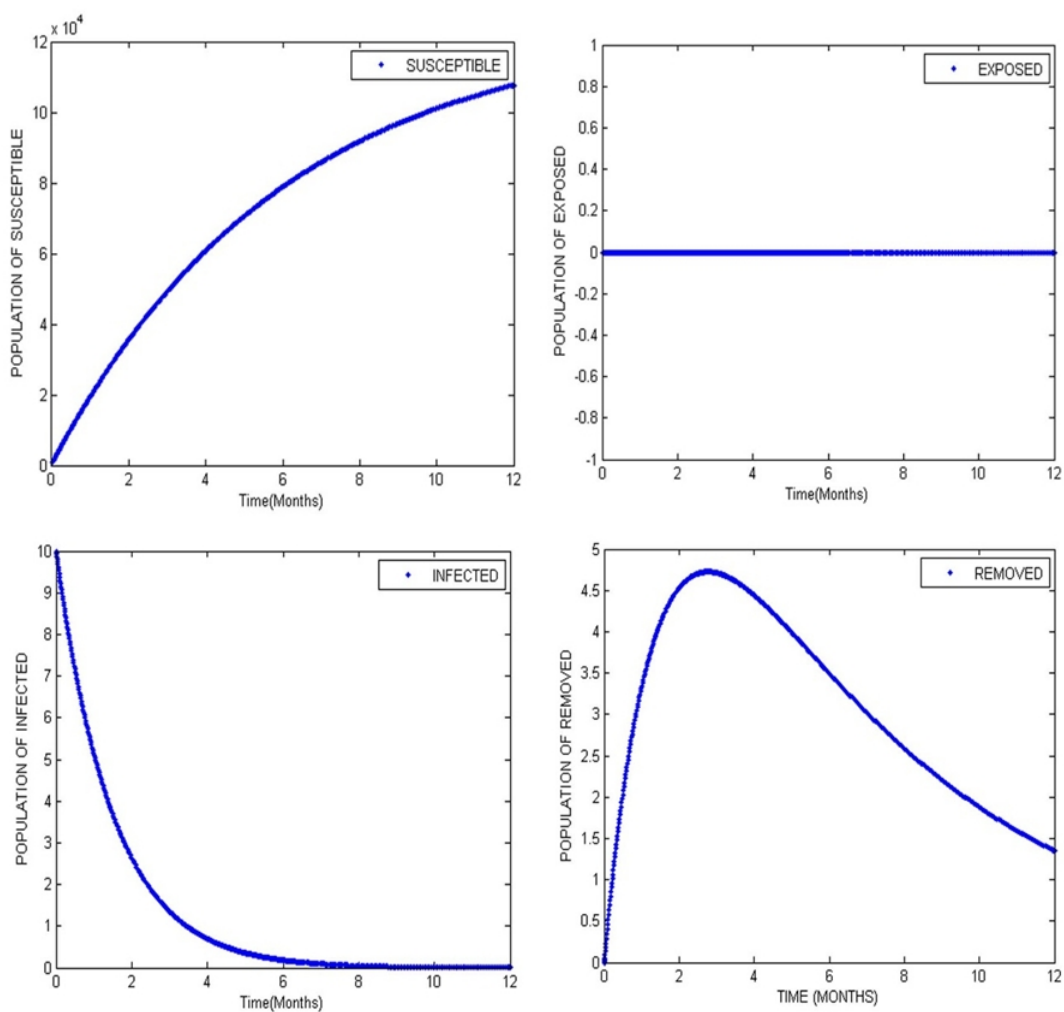 × 10⁴
12
10
8
6
4
2
0
POPULATION OF SUSCEPTIBLE
SUSCEPTIBLE
0 2 4 6 8 10 12
Time(Months)
1
0.8
0.6
0.4
0.2
0
-0.2
-0.4
-0.6
-0.8
-1
POPULATION OF EXPOSED
EXPOSED
0 2 4 6 8 10 12
Time(Months)
10
9
8
7
6
5
4
3
2
1
0
POPULATION OF INFECTED
INFECTED
0 2 4 6 8 10 12
Time(Months)
5
4.5
4
3.5
3
2.5
2
1.5
1
0.5
0
POPULATION OF REMOVED
REMOVED
0 2 4 6 8 10 12
TIME (MONTHS)